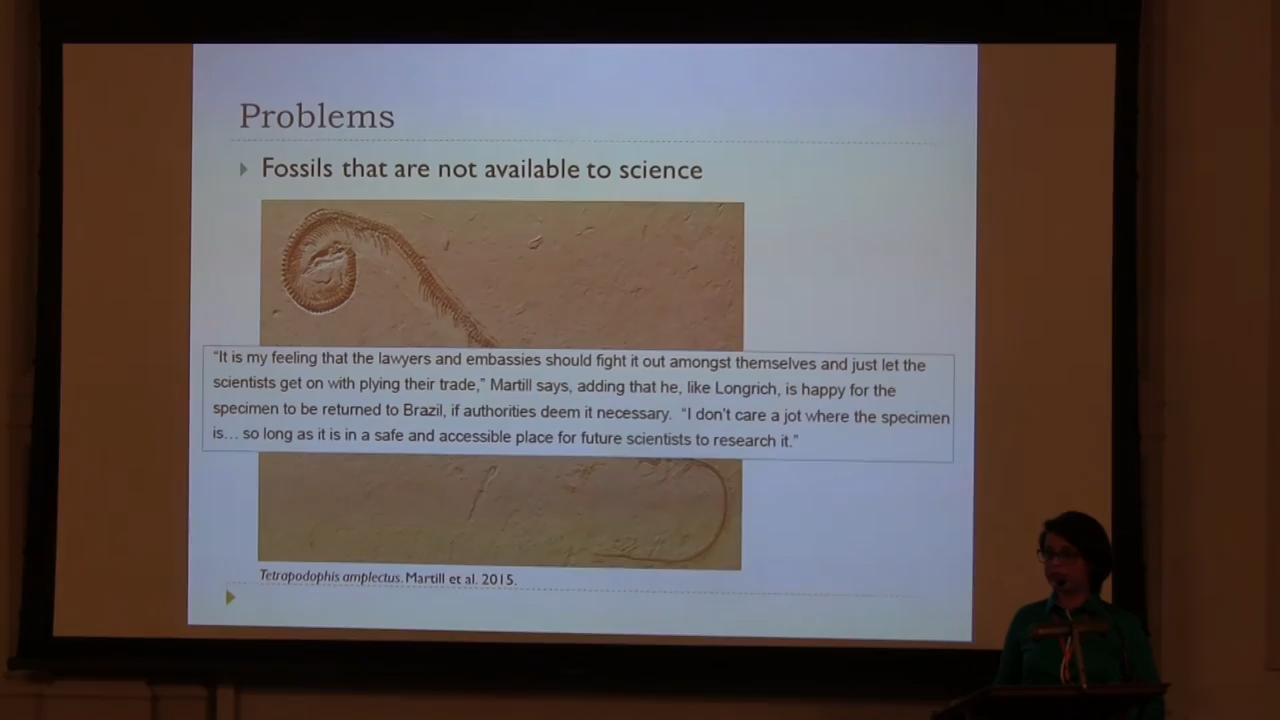 Problems
Fossils that are not available to science
“It is my feeling that the lawyers and embassies should fight it out amongst themselves and just let the
scientists get on with plying their trade,” Martill says, adding that he, like Longrich, is happy for the
specimen to be returned to Brazil, if authorities deem it necessary. “I don't care a jot where the specimen
is... so long as it is in a safe and accessible place for future scientists to research it.”
Tetrapodophis amplectus. Martill et al. 2015.